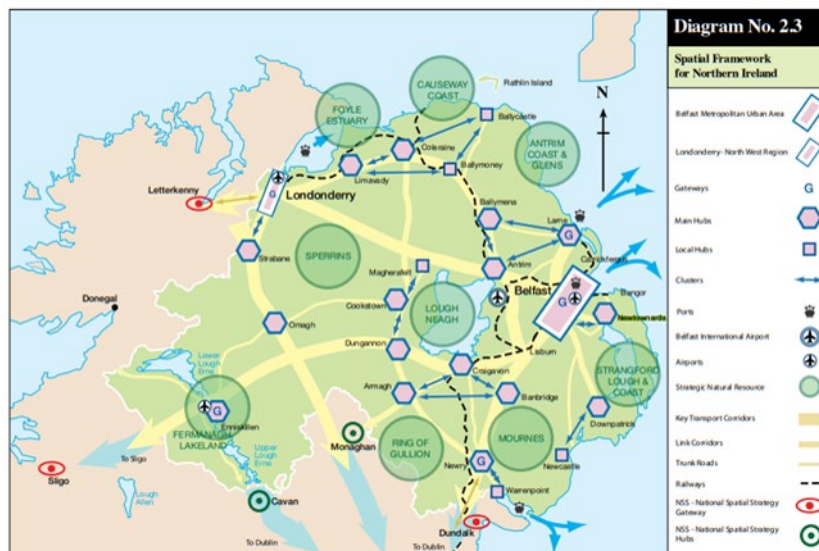 Diagram No. 2.3
Spatial Framework
for Northern Ireland
Belfast Metropolitan Urban Area
Londonderry- North West Region
G
Gateways
Main Hubs
Local Hubs
Clusters
Ports
Belfast International Airport
Airports
Strategic Natural Resource
Key Transport Corridors
Link Corridors
Trunk Roads
Railways
NSS - National Spatial Strategy
Gateway
NSS - National Spatial Strategy
Hubs
N
Rathlin Island
CAUSEWAY
COAST
FOYLE
ESTUARY
Ballycastle
Coleraine
ANTRIM
COAST &
GLENS
Limavady
Ballymoney
Letterkenny
G
Londonderry
Ballymena
Larne
G
Strabane
SPERRINS
Antrim
Carrickfergus
Magherafelt
Belfast
G
Bangor
Donegal
Cookstown
LOUGH
NEAGH
Newtownards
Omagh
Dungannon
Lisburn
Lower
Lough
Erne
Craigavon
STRANGFORD
LOUGH &
COAST
Armagh
Banbridge
G
Enniskillen
Downpatrick
FERMANAGH
LAKELAND
Monaghan
RING OF
GULLION
MOURNES
To Sligo
Upper
Lough
Erne
Newry
G
Newcastle
Sligo
Lough
Allen
Cavan
Warrenpoint
Dundalk
To Dublin
To Dublin
To Dublin